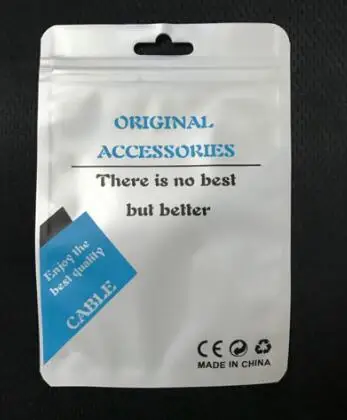 ORIGINAL
ACCESSORIES
There is no best
but better
Enjoy the
best quality
CABLE
CE
MADE IN CHINA